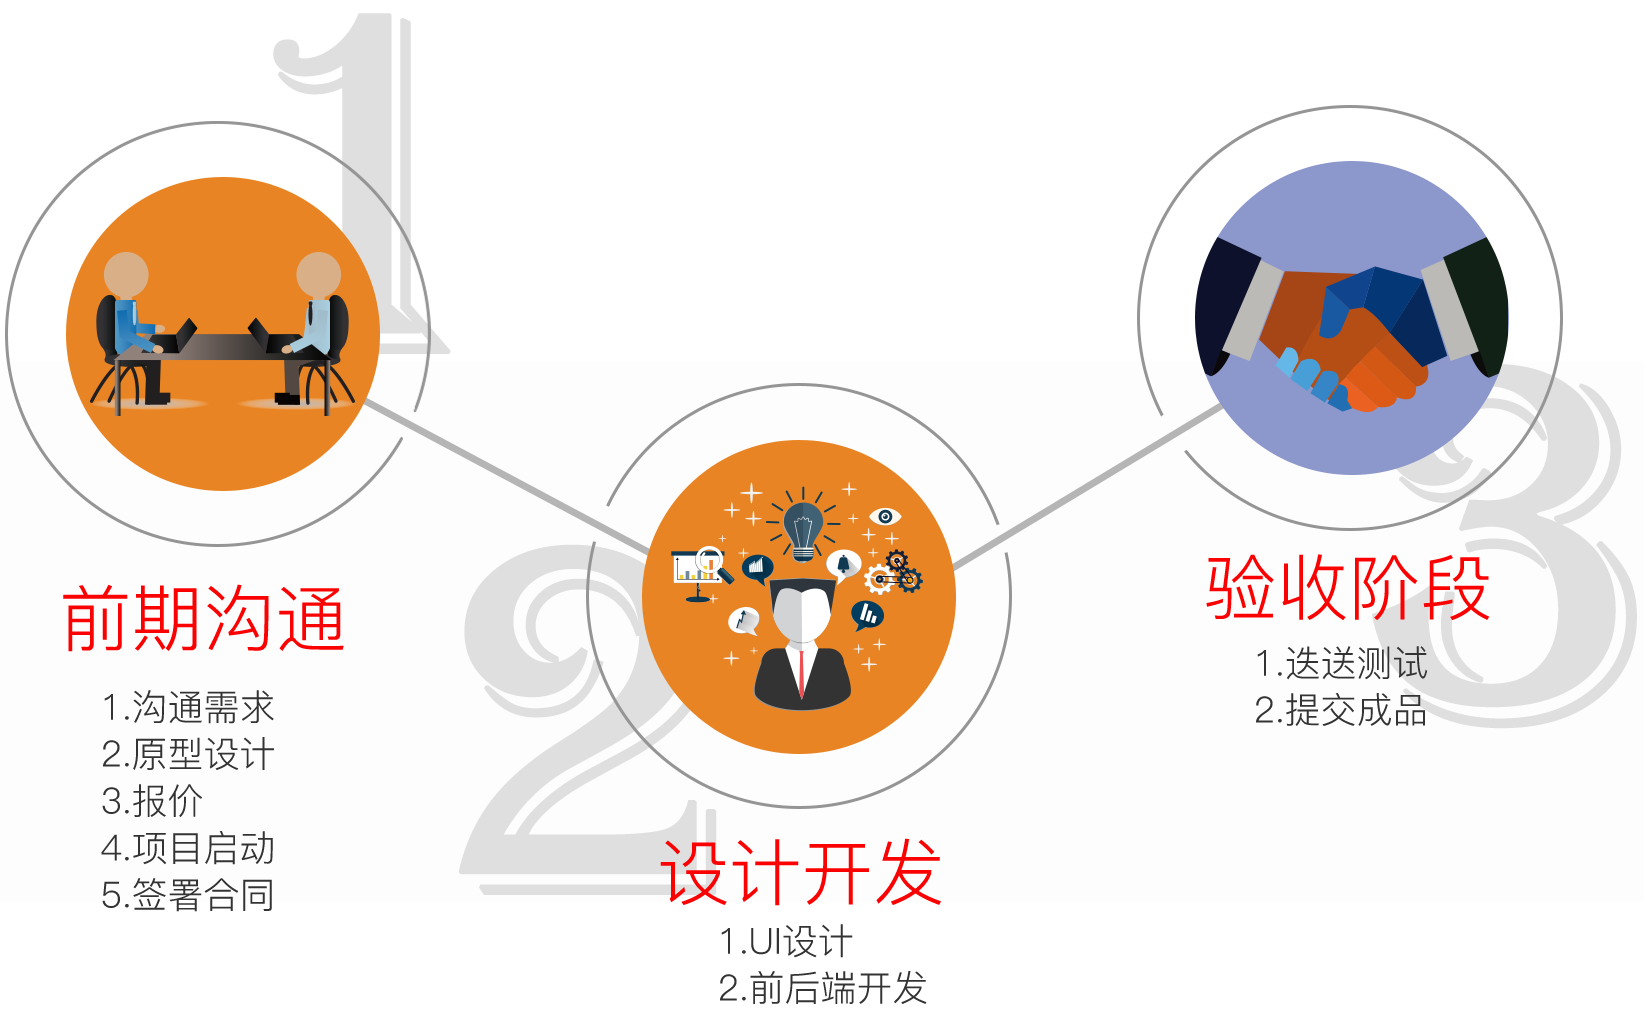 1
前期沟通
1.沟通需求
2.原型设计
3.报价
4.项目启动
5.签署合同
2
设计开发
1.UI设计
2.前后端开发
3
验收阶段
1.迭送测试
2.提交成品